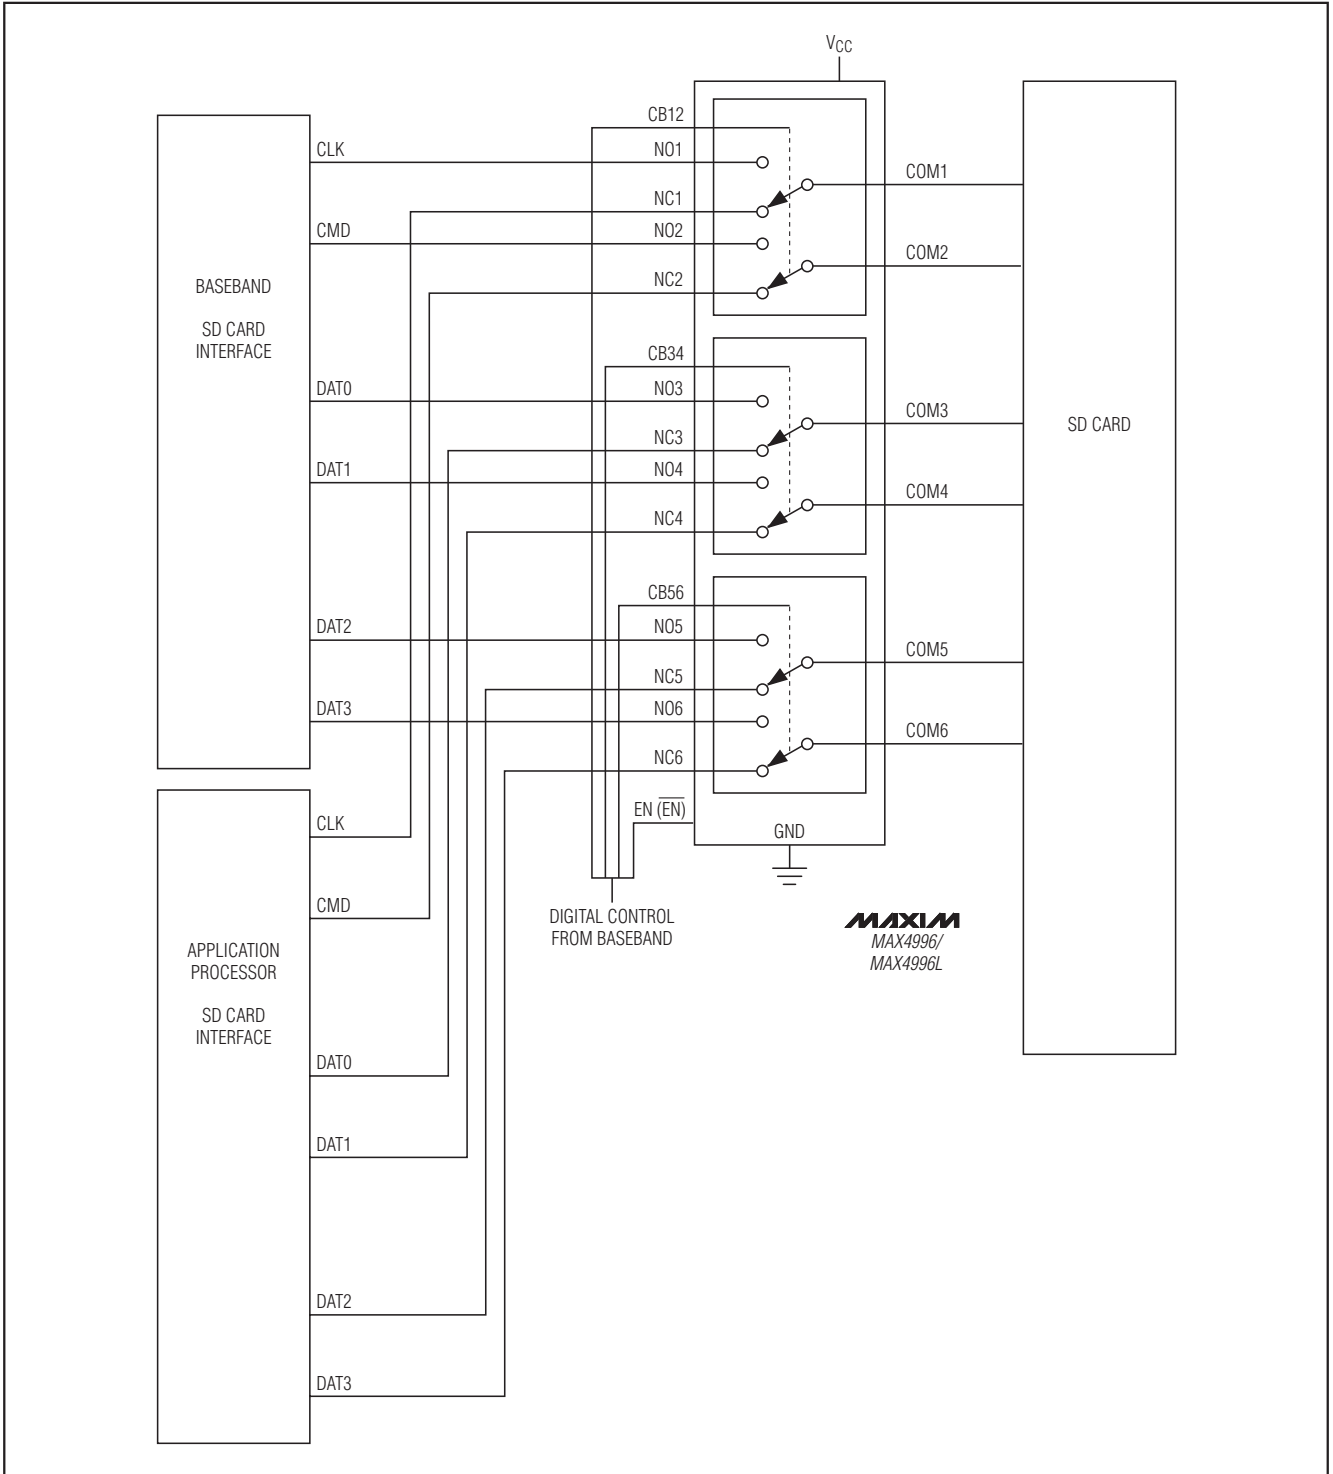 VCC
CB12
NO1
NC1
NO2
NC2
CB34
NO3
NC3
NO4
NC4
CB56
NO5
NC5
NO6
NC6
EN (E̅N̅)
GND
CLK
CMD
BASEBAND
SD CARD
INTERFACE
DAT0
DAT1
DAT2
DAT3
CLK
CMD
APPLICATION
PROCESSOR
SD CARD
INTERFACE
DAT0
DAT1
DAT2
DAT3
DIGITAL CONTROL
FROM BASEBAND
COM1
COM2
COM3
COM4
COM5
COM6
SD CARD
MAXIM
MAX4996/
MAX4996L